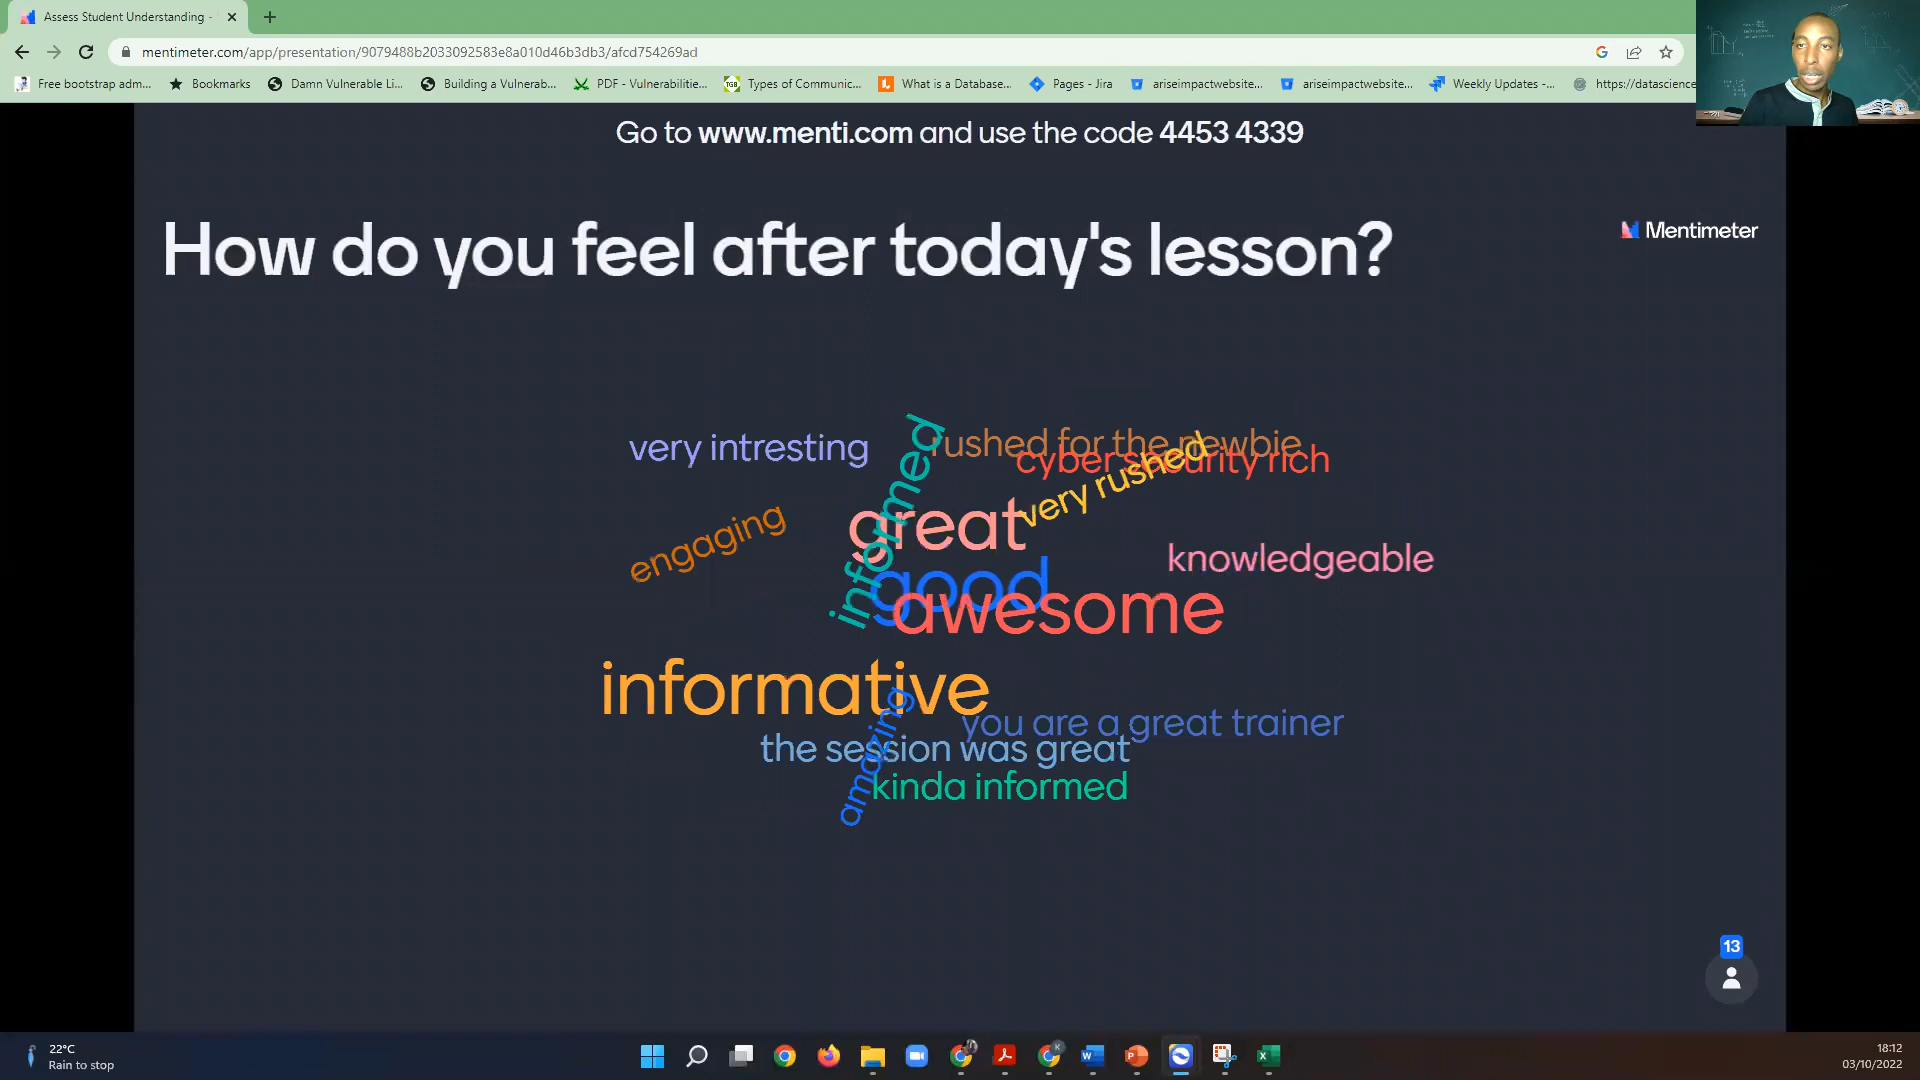 Assess Student Understanding -
mentimeter.com/app/presentation/9079488b2033092583e8a010d46b3db3/afcd754269ad
Free bootstrap adm... Bookmarks Damn Vulnerable Li... Building a Vulnerab... PDF - Vulnerabilitie... Types of Communic... What is a Database... Pages - Jira ariseimpactwebsite... ariseimpactwebsite... Weekly Updates -... https://datascience
Go to www.menti.com and use the code 4453 4339
How do you feel after today's lesson?
Mentimeter
very intresting
informed
rushed for the newbie
cyber security rich
very rushed
engaging
great
knowledgeable
good
awesome
informative
amazing
you are a great trainer
the session was great
kinda informed
13
22°C
Rain to stop
18:12
03/10/2022